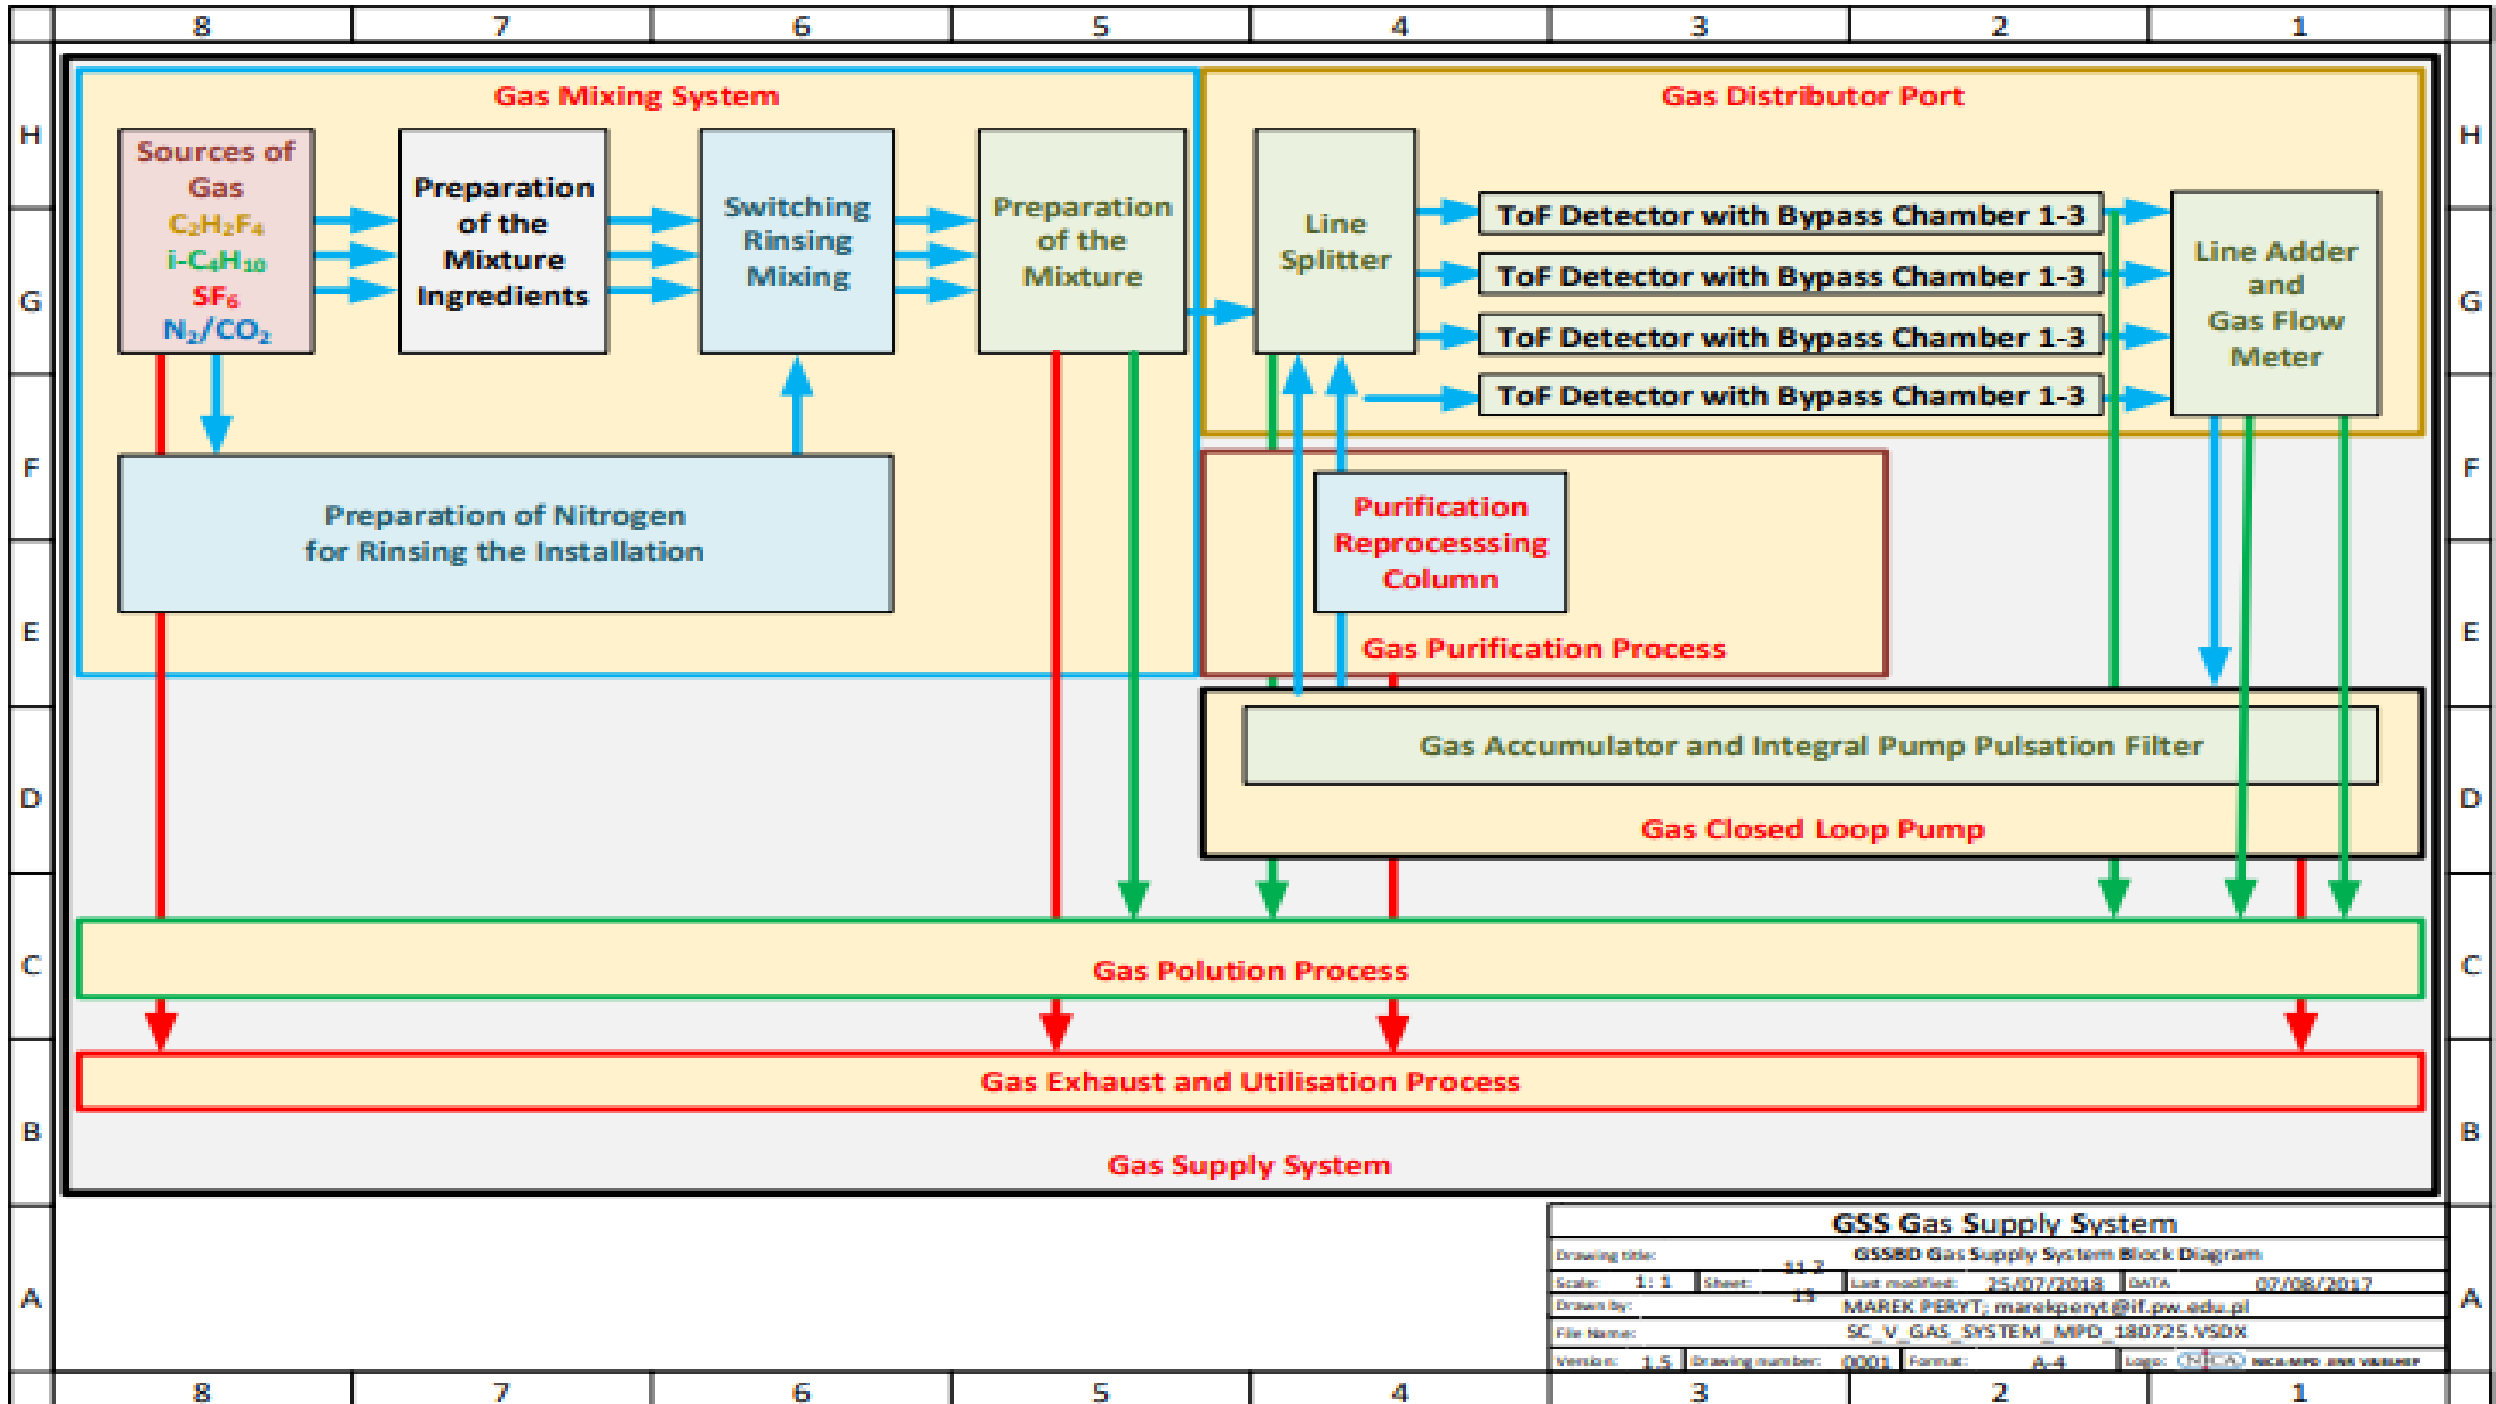 8 7 6 5 4 3 2 1
H
G
F
E
D
C
B
A
Gas Mixing System
Sources of
Gas
C₂H₂F₄
i-C₄H₁₀
SF₆
N₂/CO₂
Preparation
of the
Mixture
Ingredients
Switching
Rinsing
Mixing
Preparation
of the
Mixture
Preparation of Nitrogen
for Rinsing the Installation
Gas Distributor Port
Line
Splitter
ToF Detector with Bypass Chamber 1-3
ToF Detector with Bypass Chamber 1-3
ToF Detector with Bypass Chamber 1-3
ToF Detector with Bypass Chamber 1-3
Line Adder
and
Gas Flow
Meter
Purification
Reprocesssing
Column
Gas Purification Process
Gas Accumulator and Integral Pump Pulsation Filter
Gas Closed Loop Pump
Gas Polution Process
Gas Exhaust and Utilisation Process
Gas Supply System
H
G
F
E
D
C
B
A
GSS Gas Supply System
Drawing title: GSSBD Gas Supply System Block Diagram
Scale: 1: 1 Sheet: 13 Last modified: 25/07/2018 DATA 07/08/2017
Drawn by: MAREK PERYT; marekperyt@if.pw.edu.pl
File Name: SC_V_GAS_SYSTEM_MPD_180725.VSDX
Version: 1.5 Drawing number: 0001 Format: A-4 Logo: NICA
8 7 6 5 4 3 2 1